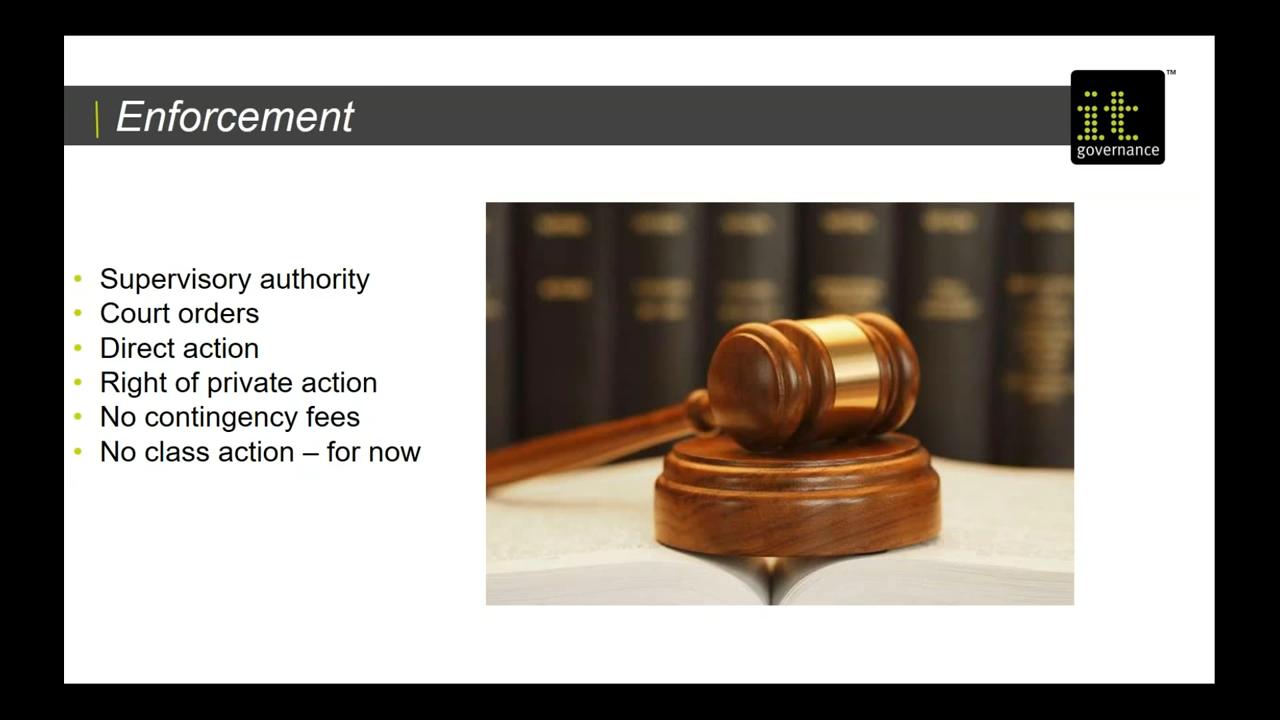 Enforcement
it
governance
TM
• Supervisory authority
• Court orders
• Direct action
• Right of private action
• No contingency fees
• No class action – for now